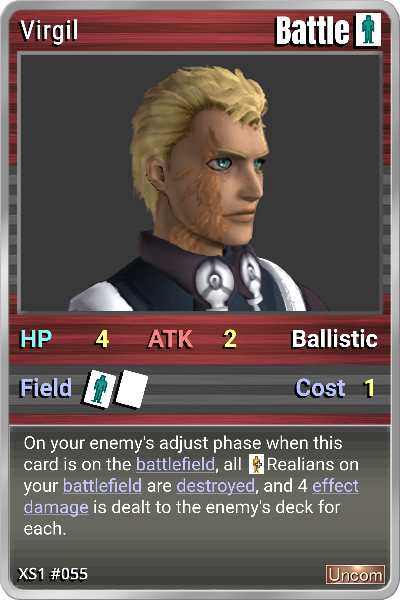 Virgil Battle
HP 4 ATK 2 Ballistic
Field Cost 1
On your enemy's adjust phase when this
card is on the battlefield, all Realians on
your battlefield are destroyed, and 4 effect
damage is dealt to the enemy's deck for
each.
XS1 #055 Uncom